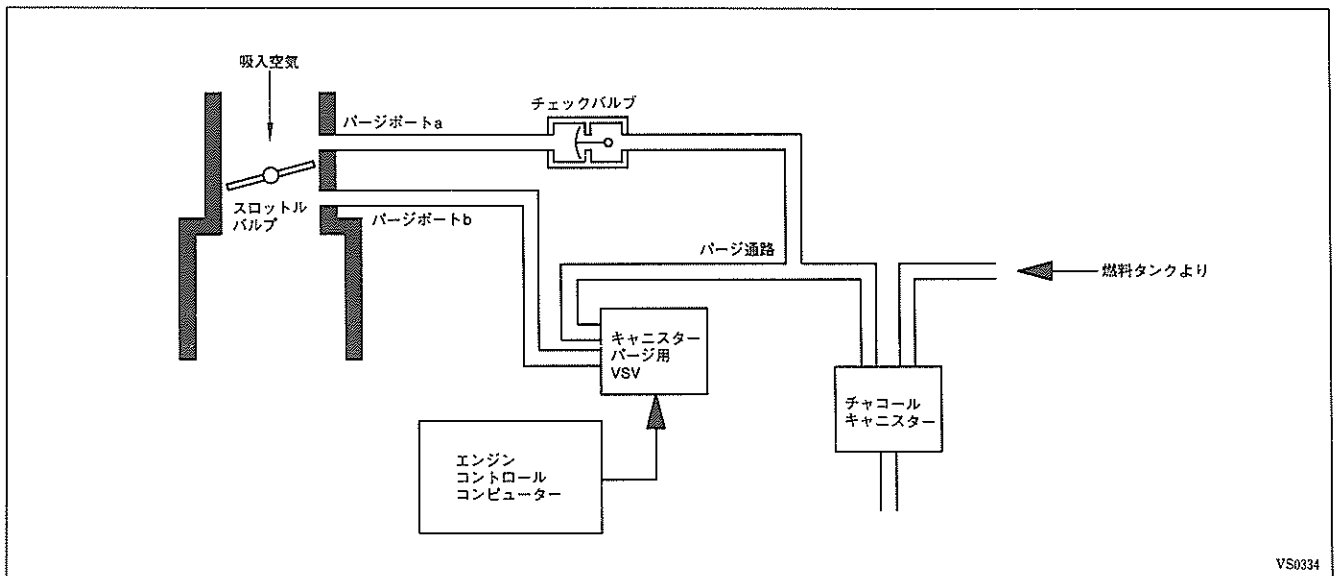 吸入空気
パージポートa
チェックバルブ
スロットル
バルブ
パージポートb
パージ通路
燃料タンクより
キャニスター
パージ用
VSV
チャコール
キャニスター
エンジン
コントロール
コンピューター
VS0334